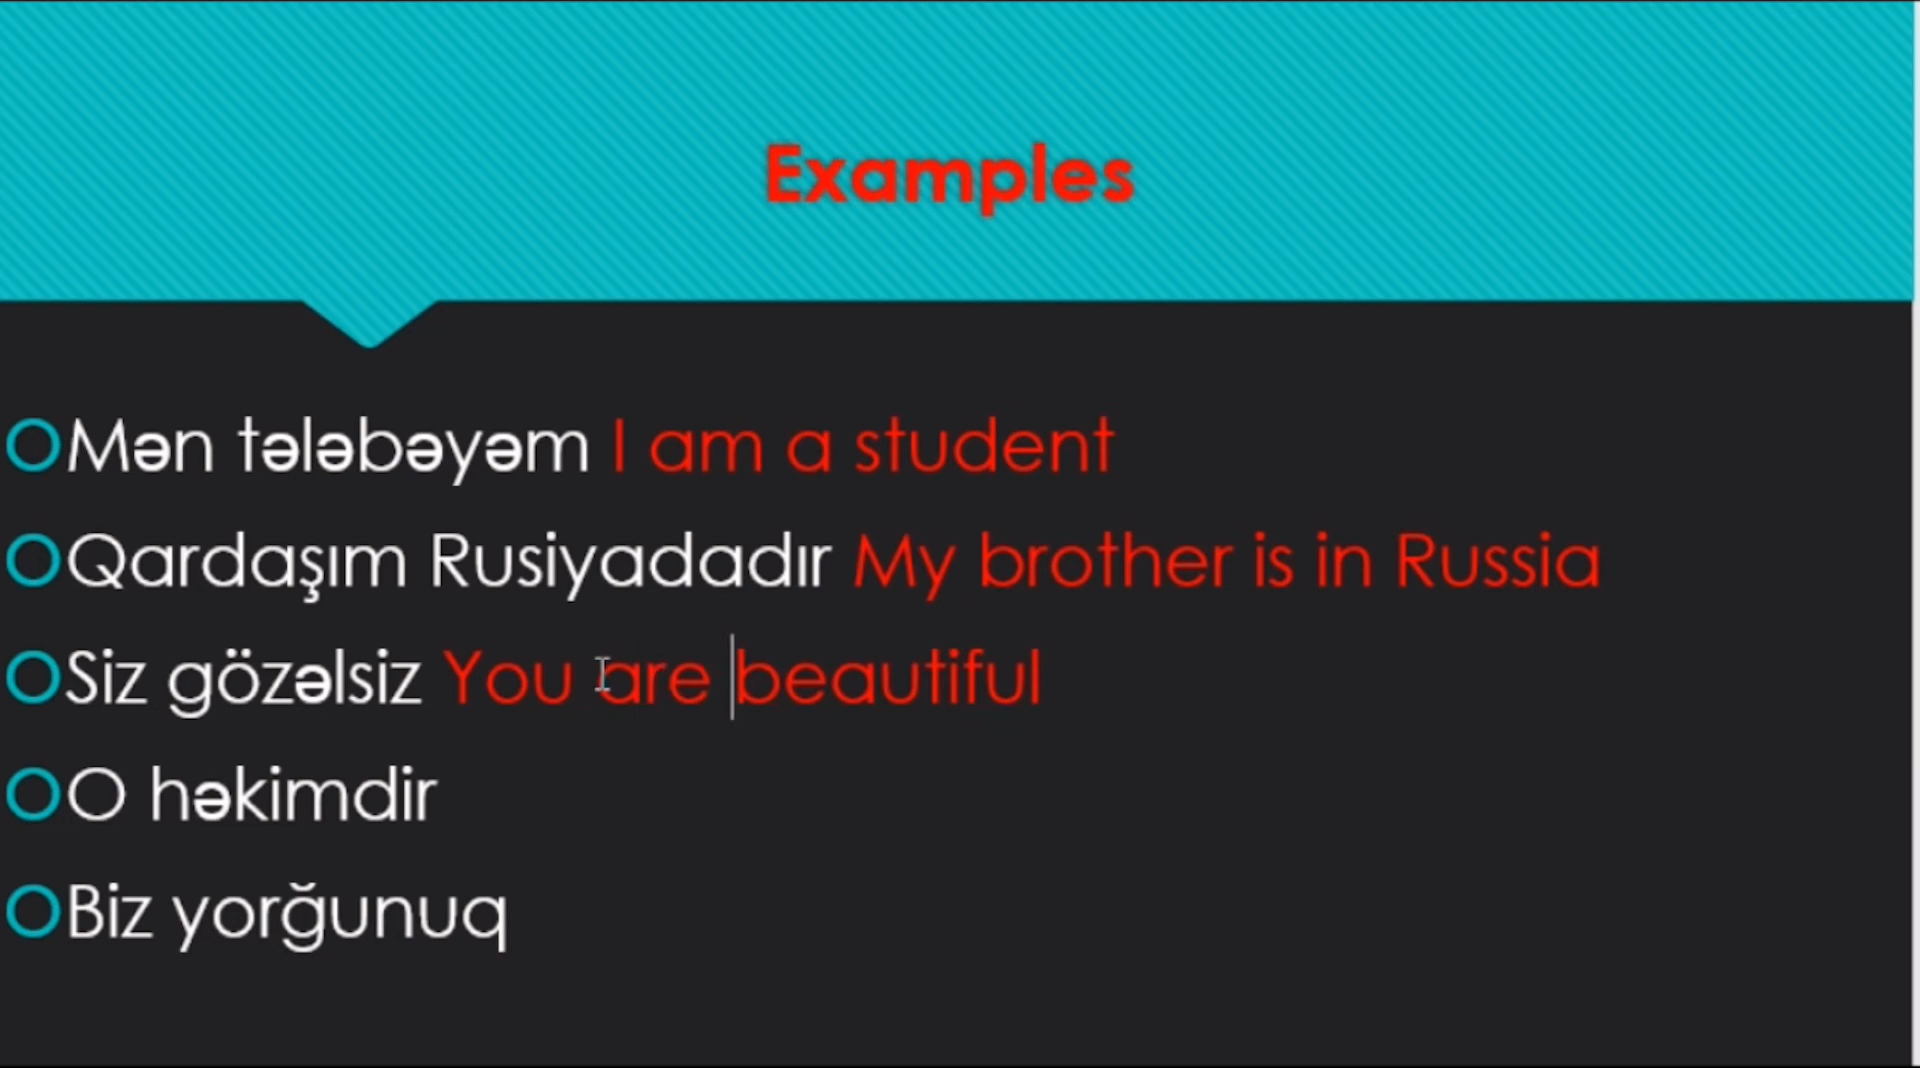 Examples
Mən tələbəyəm I am a student
Qardaşım Rusiyadadır My brother is in Russia
Siz gözəlsiz You are beautiful
O həkimdir
Biz yorğunuq